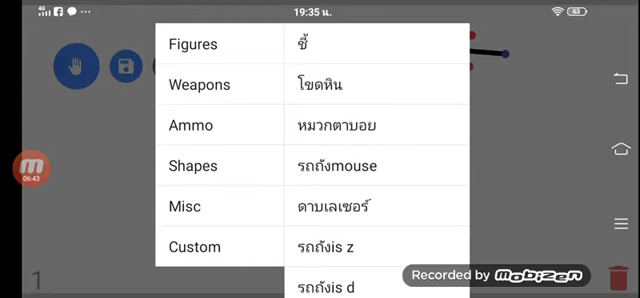 4G
19:35 น.
63
Figures
ขี้
Weapons
โขดหิน
Ammo
หมวกตาบอย
Shapes
รถถังmouse
Misc
ดาบเลเซอร์
Custom
รถถังis z
รถถังis d
06:43
1
Recorded by mobizen